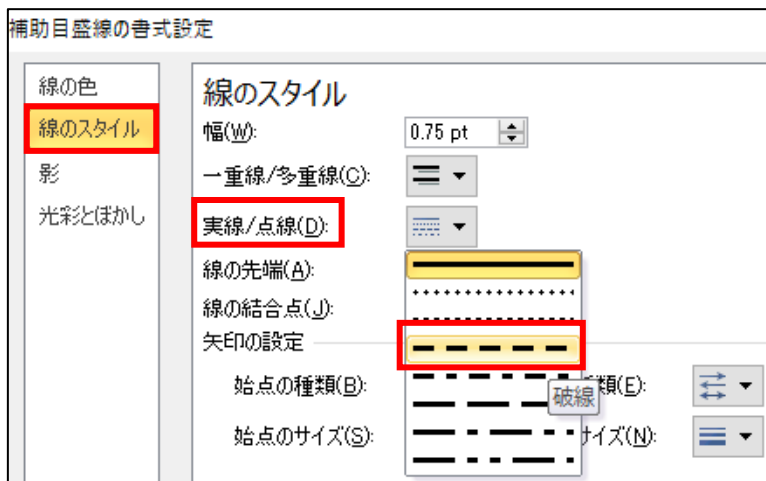 補助目盛線の書式設定
線の色
線のスタイル
影
光彩とぼかし
線のスタイル
幅(W):
0.75 pt
一重線/多重線(C):
実線/点線(D):
線の先端(A):
線の結合点(J):
矢印の設定
始点の種類(B):
類(E):
破線
始点のサイズ(S):
イズ(N):